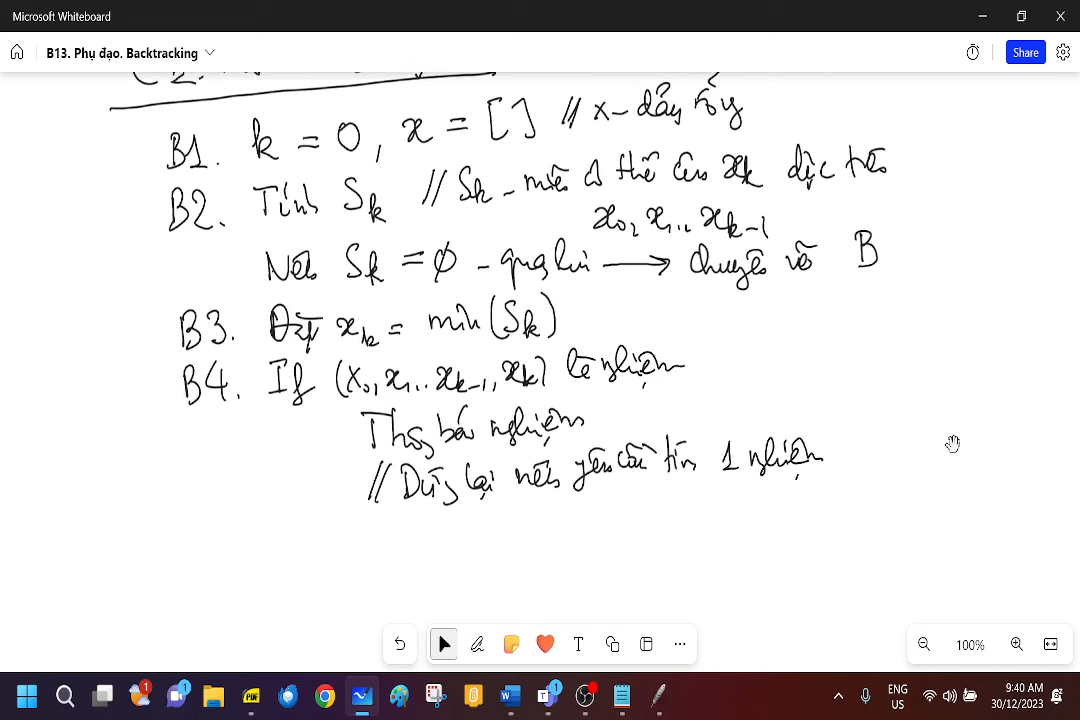 Microsoft Whiteboard
B13. Phụ đạo. Backtracking
Share
B1. k = 0, x = [] // x – dãy rỗng
B2. Tính Sk // Sk – miền có thể của xk dựa trên
x0, x1.. xk-1
Nếu Sk = ∅ – quay lui → chuyển về B
B3. Đặt xk = min(Sk)
B4. If (x0, x1.. xk-1, xk) là nghiệm
Thông báo nghiệm
// Dừng lại nếu yêu cầu tìm 1 nghiệm
100%
ENG
US
9:40 AM
30/12/2023